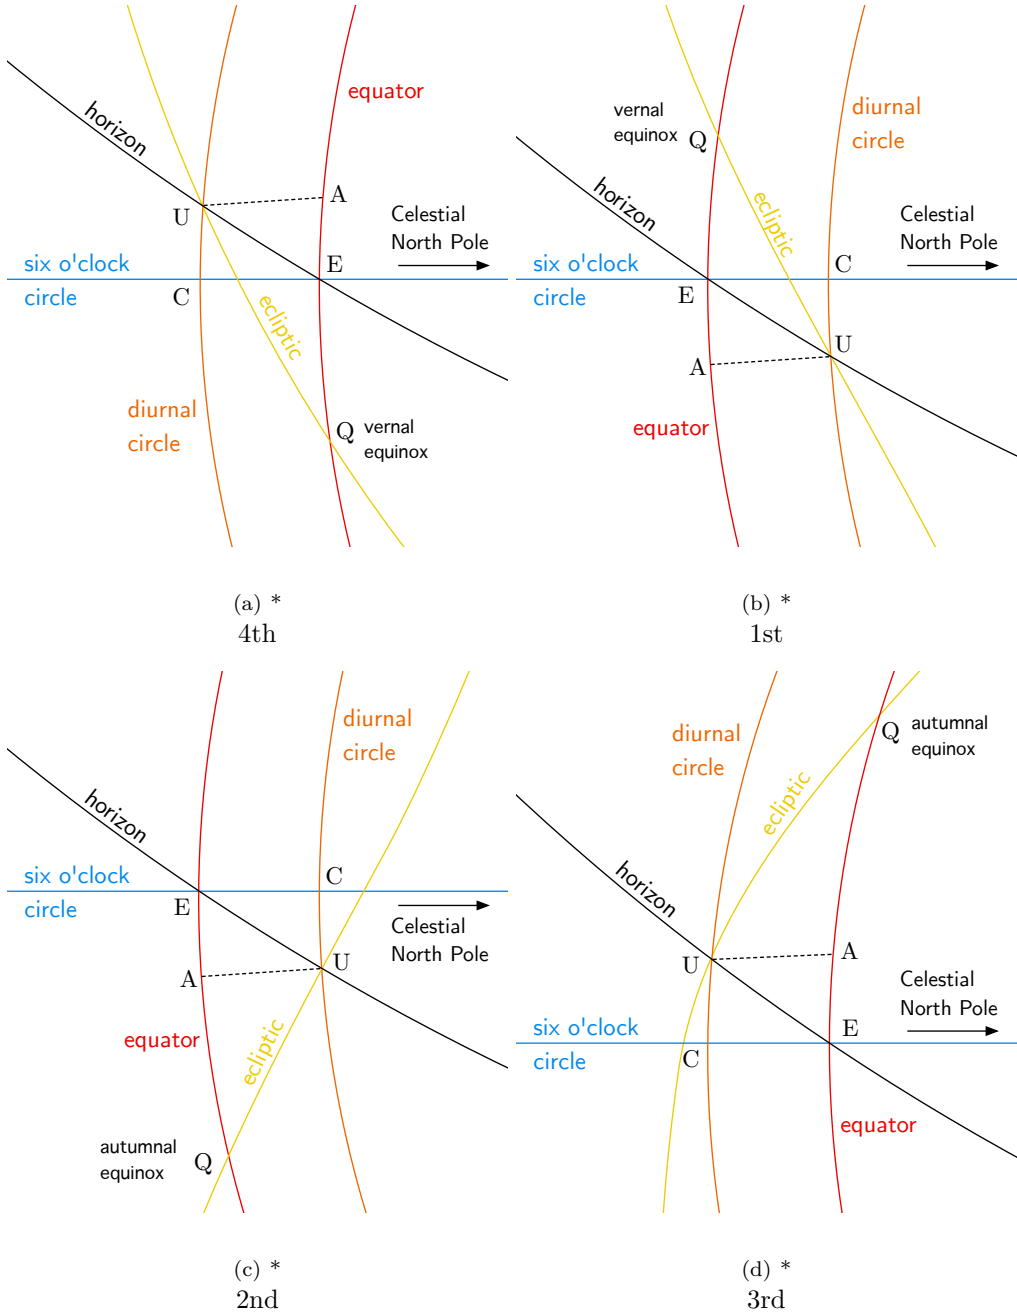 equator
horizon
A
U
Celestial
North Pole
six o'clock
E
circle
C
ecliptic
diurnal
circle
Q
vernal
equinox
(a) *
4th
vernal
equinox
Q
diurnal
circle
horizon
ecliptic
Celestial
North Pole
six o'clock
C
circle
E
U
A
equator
(b) *
1st
diurnal
circle
horizon
six o'clock
C
circle
E
Celestial
North Pole
U
A
equator
ecliptic
autumnal
equinox
Q
(c) *
2nd
diurnal
circle
Q
autumnal
equinox
ecliptic
horizon
U
A
Celestial
North Pole
six o'clock
E
circle
C
equator
(d) *
3rd